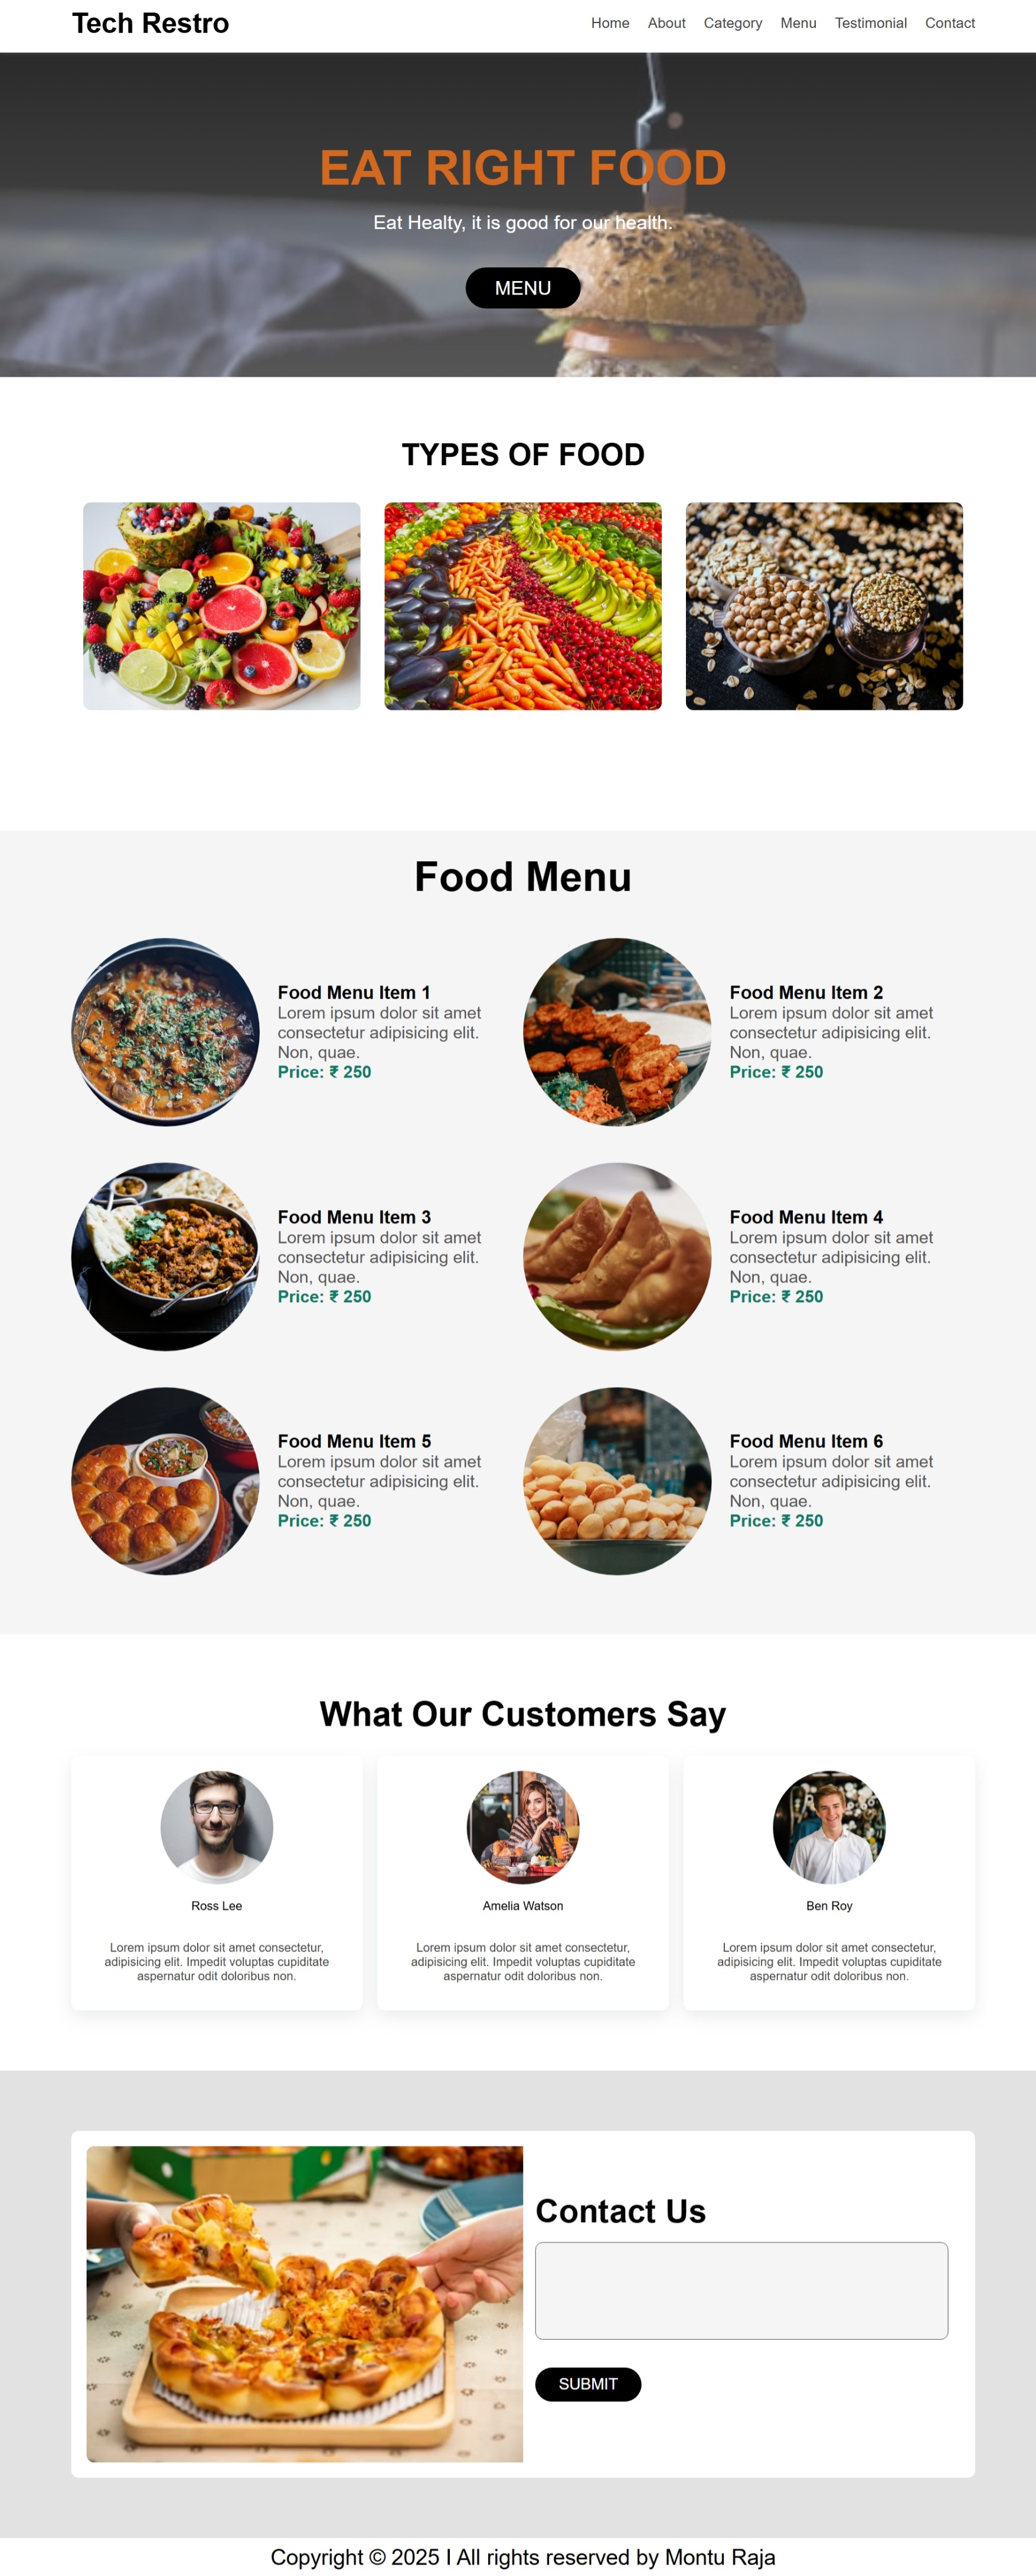 Tech Restro
Home About Category Menu Testimonial Contact
EAT RIGHT FOOD
Eat Healty, it is good for our health.
MENU
TYPES OF FOOD
Food Menu
Food Menu Item 1
Lorem ipsum dolor sit amet
consectetur adipisicing elit.
Non, quae.
Price: ₹ 250
Food Menu Item 2
Lorem ipsum dolor sit amet
consectetur adipisicing elit.
Non, quae.
Price: ₹ 250
Food Menu Item 3
Lorem ipsum dolor sit amet
consectetur adipisicing elit.
Non, quae.
Price: ₹ 250
Food Menu Item 4
Lorem ipsum dolor sit amet
consectetur adipisicing elit.
Non, quae.
Price: ₹ 250
Food Menu Item 5
Lorem ipsum dolor sit amet
consectetur adipisicing elit.
Non, quae.
Price: ₹ 250
Food Menu Item 6
Lorem ipsum dolor sit amet
consectetur adipisicing elit.
Non, quae.
Price: ₹ 250
What Our Customers Say
Ross Lee
Lorem ipsum dolor sit amet consectetur,
adipisicing elit. Impedit voluptas cupiditate
aspernatur odit doloribus non.
Amelia Watson
Lorem ipsum dolor sit amet consectetur,
adipisicing elit. Impedit voluptas cupiditate
aspernatur odit doloribus non.
Ben Roy
Lorem ipsum dolor sit amet consectetur,
adipisicing elit. Impedit voluptas cupiditate
aspernatur odit doloribus non.
Contact Us
SUBMIT
Copyright © 2025 I All rights reserved by Montu Raja